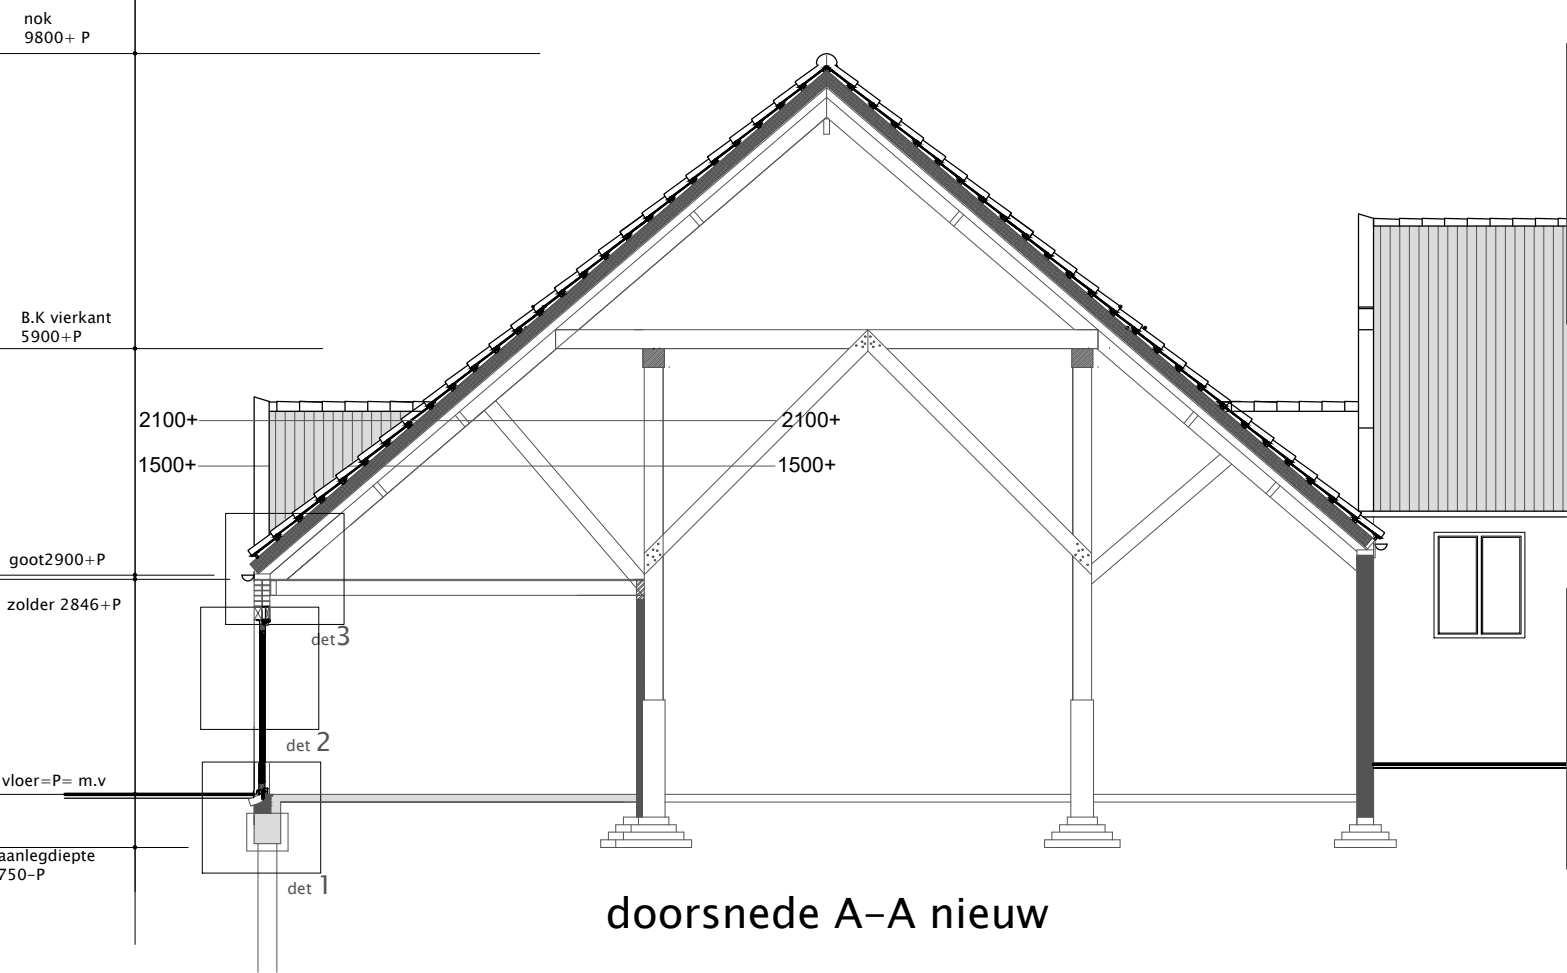 nok
9800+ P
B.K vierkant
5900+P
2100+ 2100+
1500+ 1500+
goot2900+P
zolder 2846+P
det3
det 2
vloer=P= m.v
aanlegdiepte
750-P
det 1
doorsnede A-A nieuw